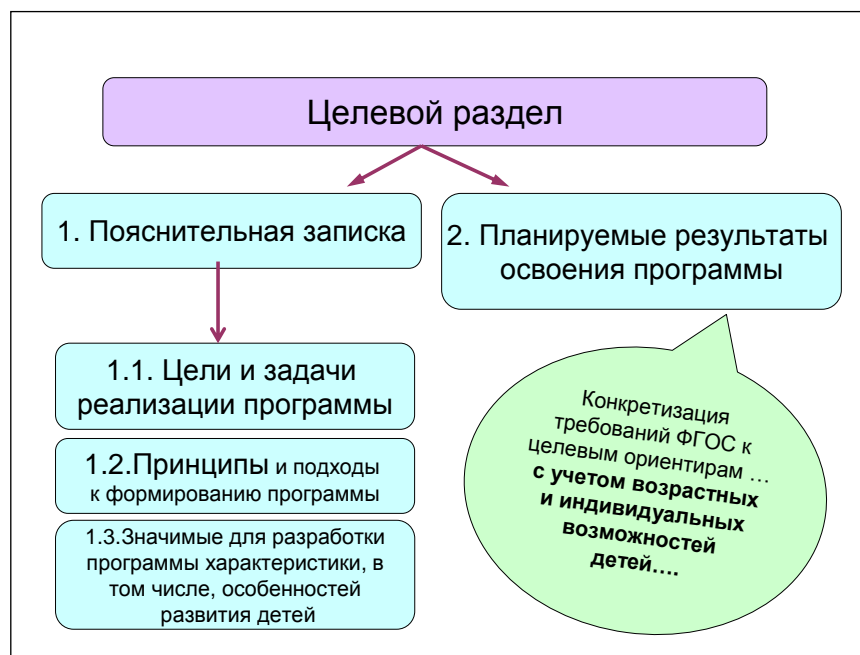 Целевой раздел
1. Пояснительная записка
2. Планируемые результаты
освоения программы
1.1. Цели и задачи
реализации программы
1.2.Принципы и подходы
к формированию программы
1.3.Значимые для разработки
программы характеристики, в
том числе, особенностей
развития детей
Конкретизация
требований ФГОС к
целевым ориентирам …
с учетом возрастных
и индивидуальных
возможностей
детей….